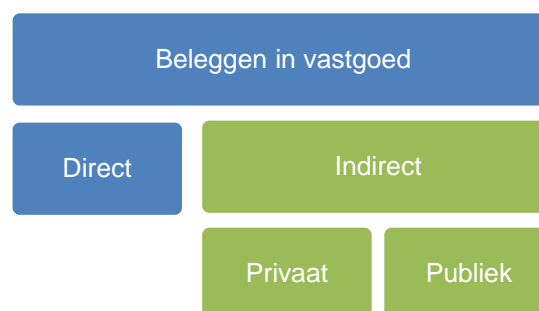 Beleggen in vastgoed
Direct
Indirect
Privaat
Publiek